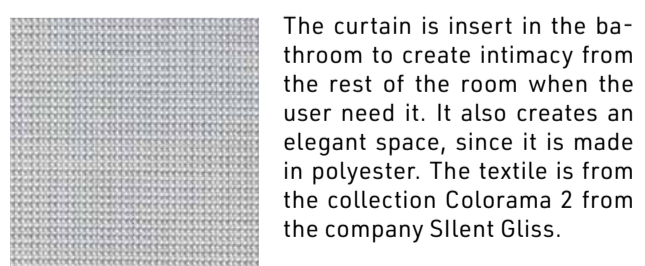 The curtain is insert in the ba-
throom to create intimacy from
the rest of the room when the
user need it. It also creates an
elegant space, since it is made
in polyester. The textile is from
the collection Colorama 2 from
the company SIlent Gliss.